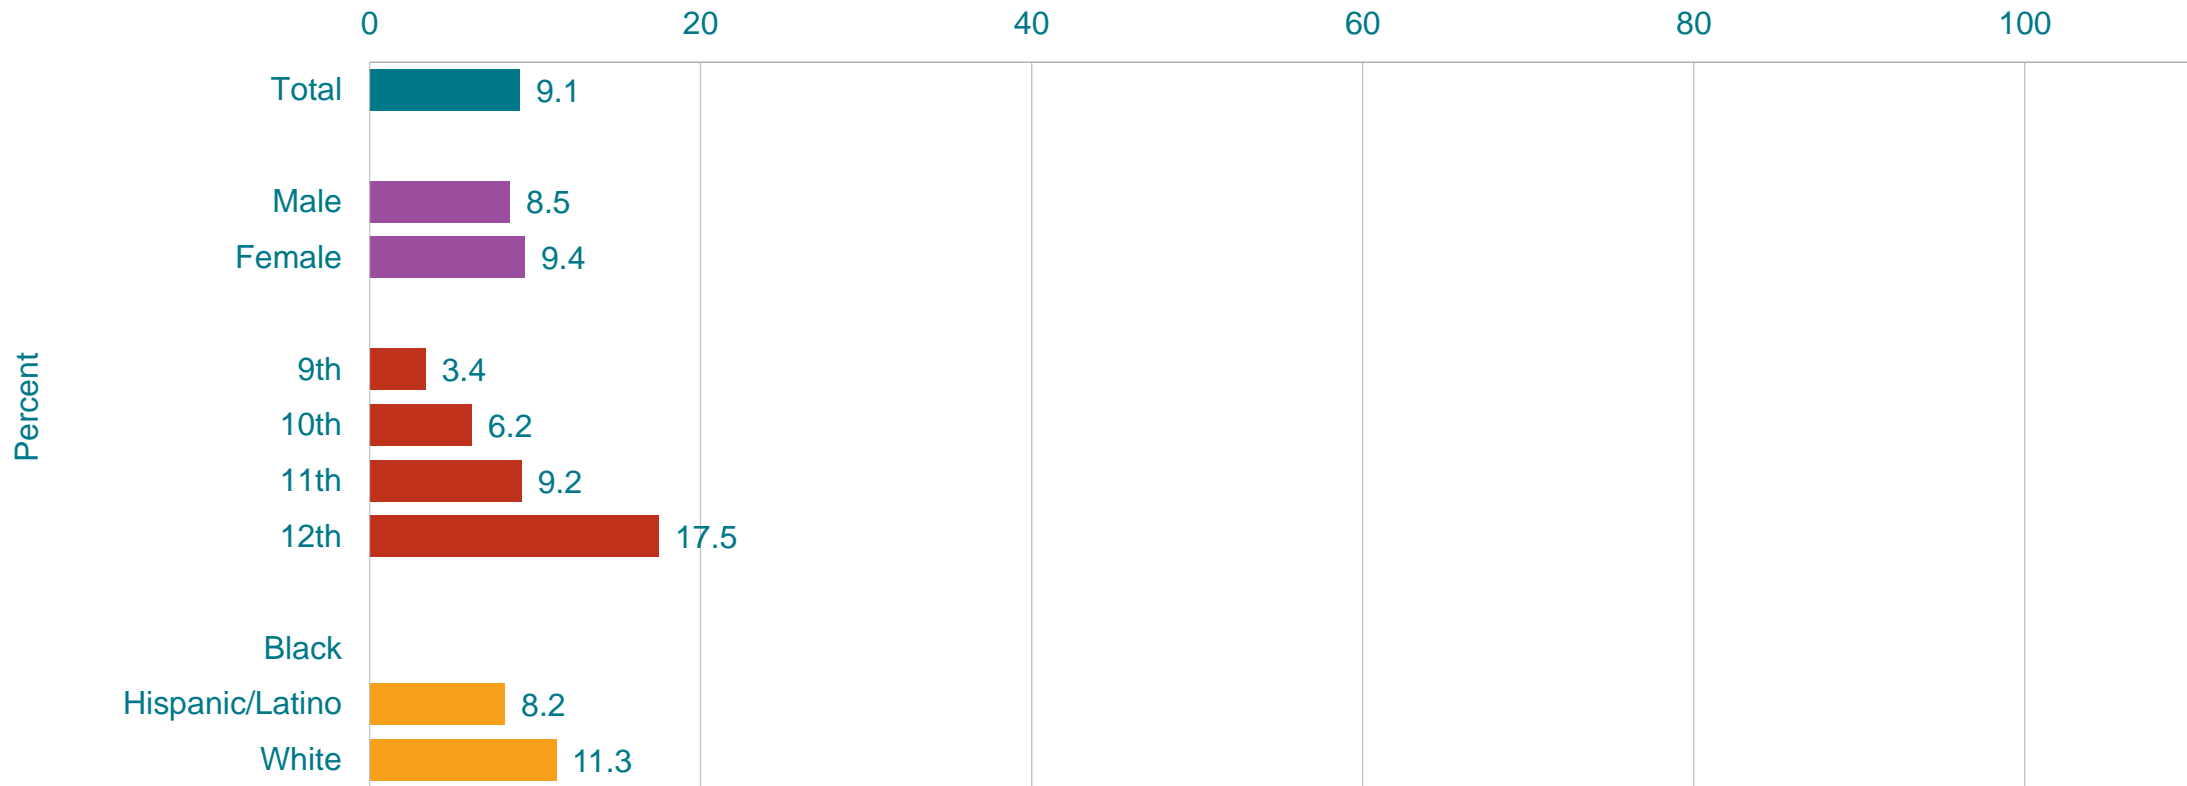 0 20 40 60 80 100
Total 9.1
Male 8.5
Female 9.4
Percent
9th 3.4
10th 6.2
11th 9.2
12th 17.5
Black
Hispanic/Latino 8.2
White 11.3